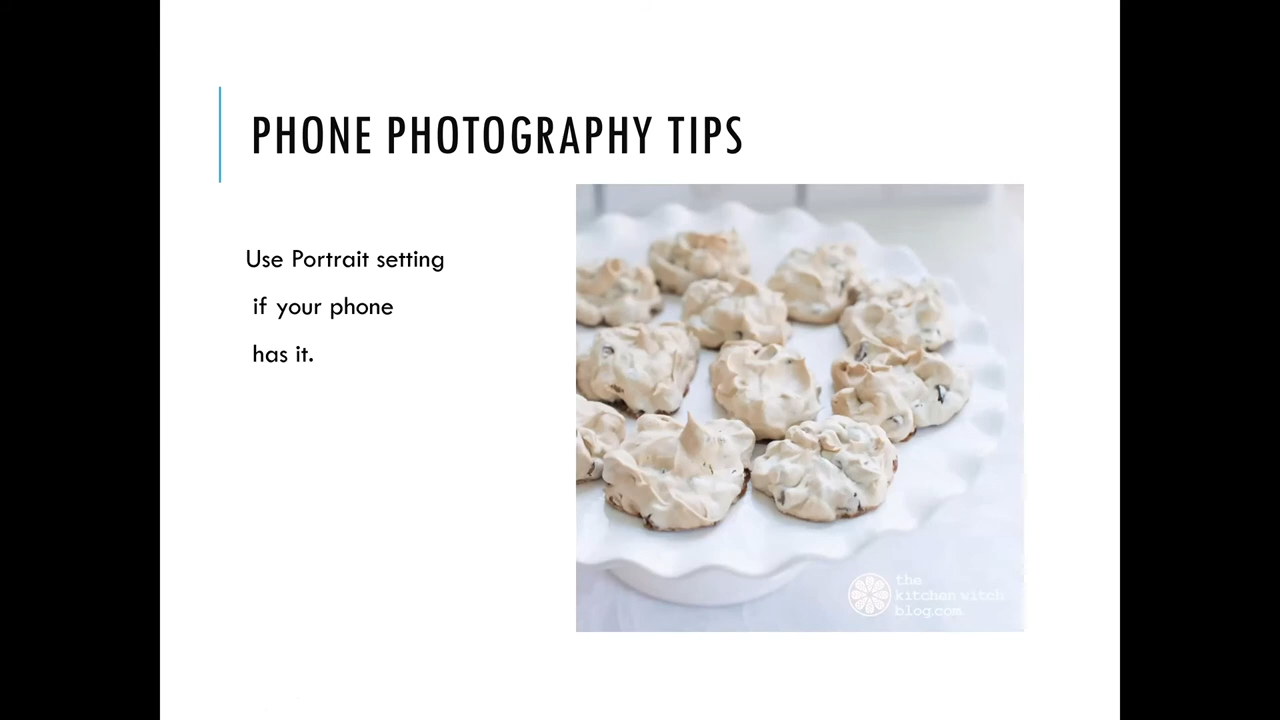 PHONE PHOTOGRAPHY TIPS
Use Portrait setting
if your phone
has it.
the
kitchen witch
blog.com